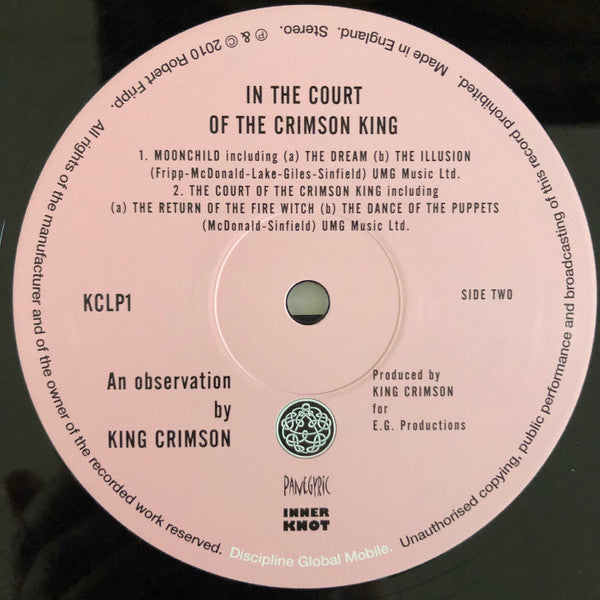 IN THE COURT
OF THE CRIMSON KING
1. MOONCHILD including (a) THE DREAM (b) THE ILLUSION
(Fripp-McDonald-Lake-Giles-Sinfield) UMG Music Ltd.
2. THE COURT OF THE CRIMSON KING including
(a) THE RETURN OF THE FIRE WITCH (b) THE DANCE OF THE PUPPETS
(McDonald-Sinfield) UMG Music Ltd.
KCLP1
SIDE TWO
An observation
by
KING CRIMSON
Produced by
KING CRIMSON
for
E.G. Productions
PANEGYRIC
INNER
KNOT
℗ & © 2010 Robert Fripp. All rights of the manufacturer and of the owner of the recorded work reserved. Discipline Global Mobile. Unauthorised copying, public performance and broadcasting of this record prohibited. Made in England. Stereo.